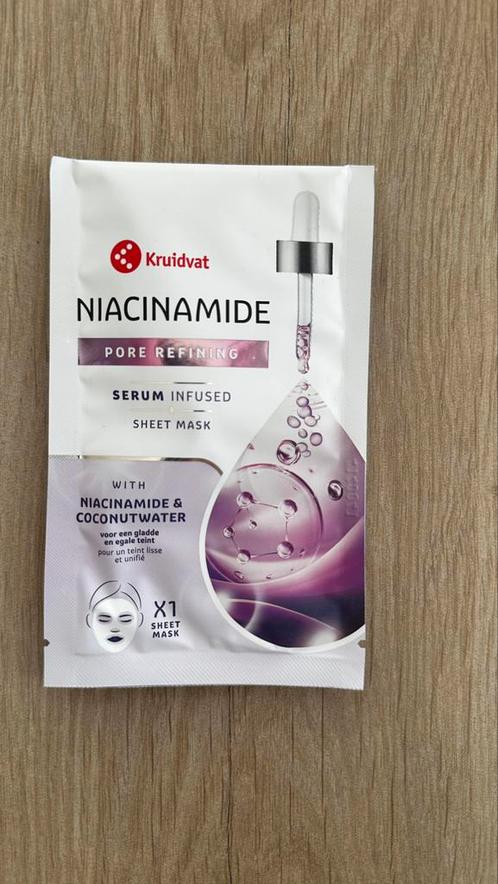 Kruidvat
NIACINAMIDE
PORE REFINING
SERUM INFUSED
SHEET MASK
WITH
NIACINAMIDE &
COCONUTWATER
voor een gladde
en egale teint
pour un teint lisse
et unifié
X1
SHEET
MASK